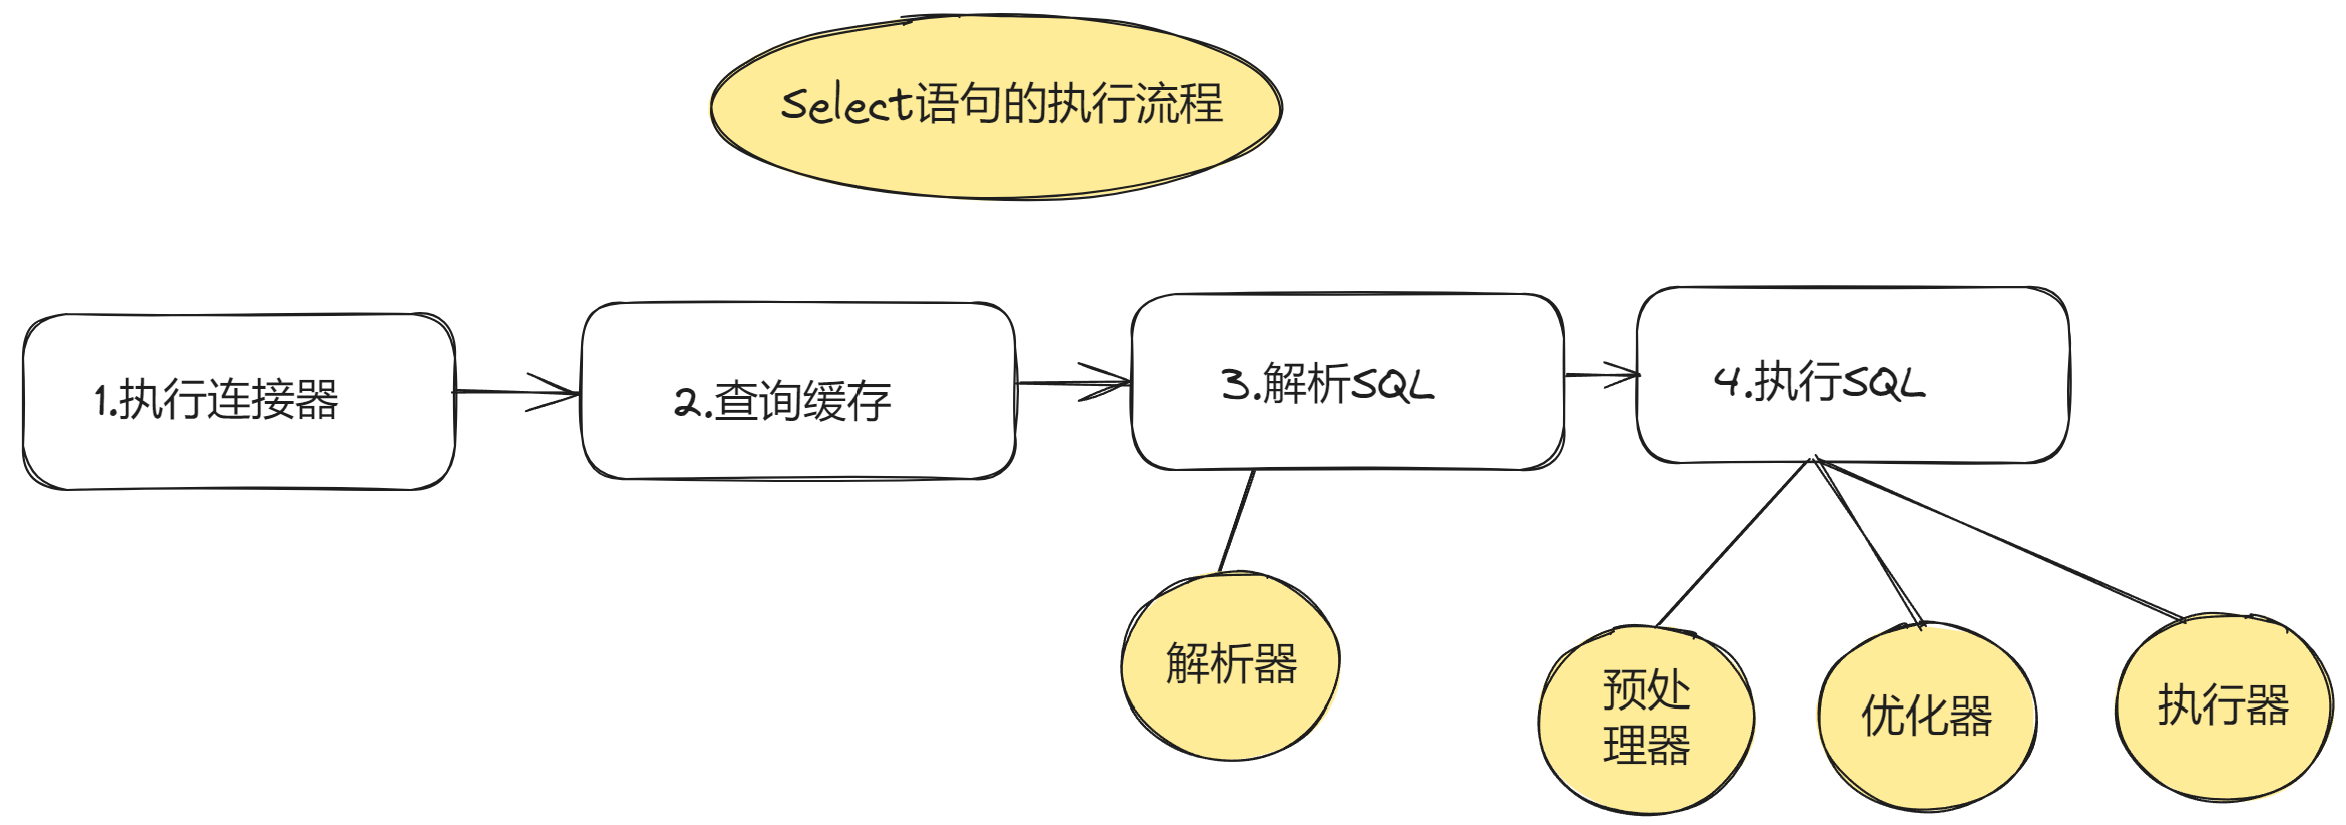 Select语句的执行流程
1.执行连接器
2.查询缓存
3.解析SQL
4.执行SQL
解析器
预处
理器
优化器
执行器